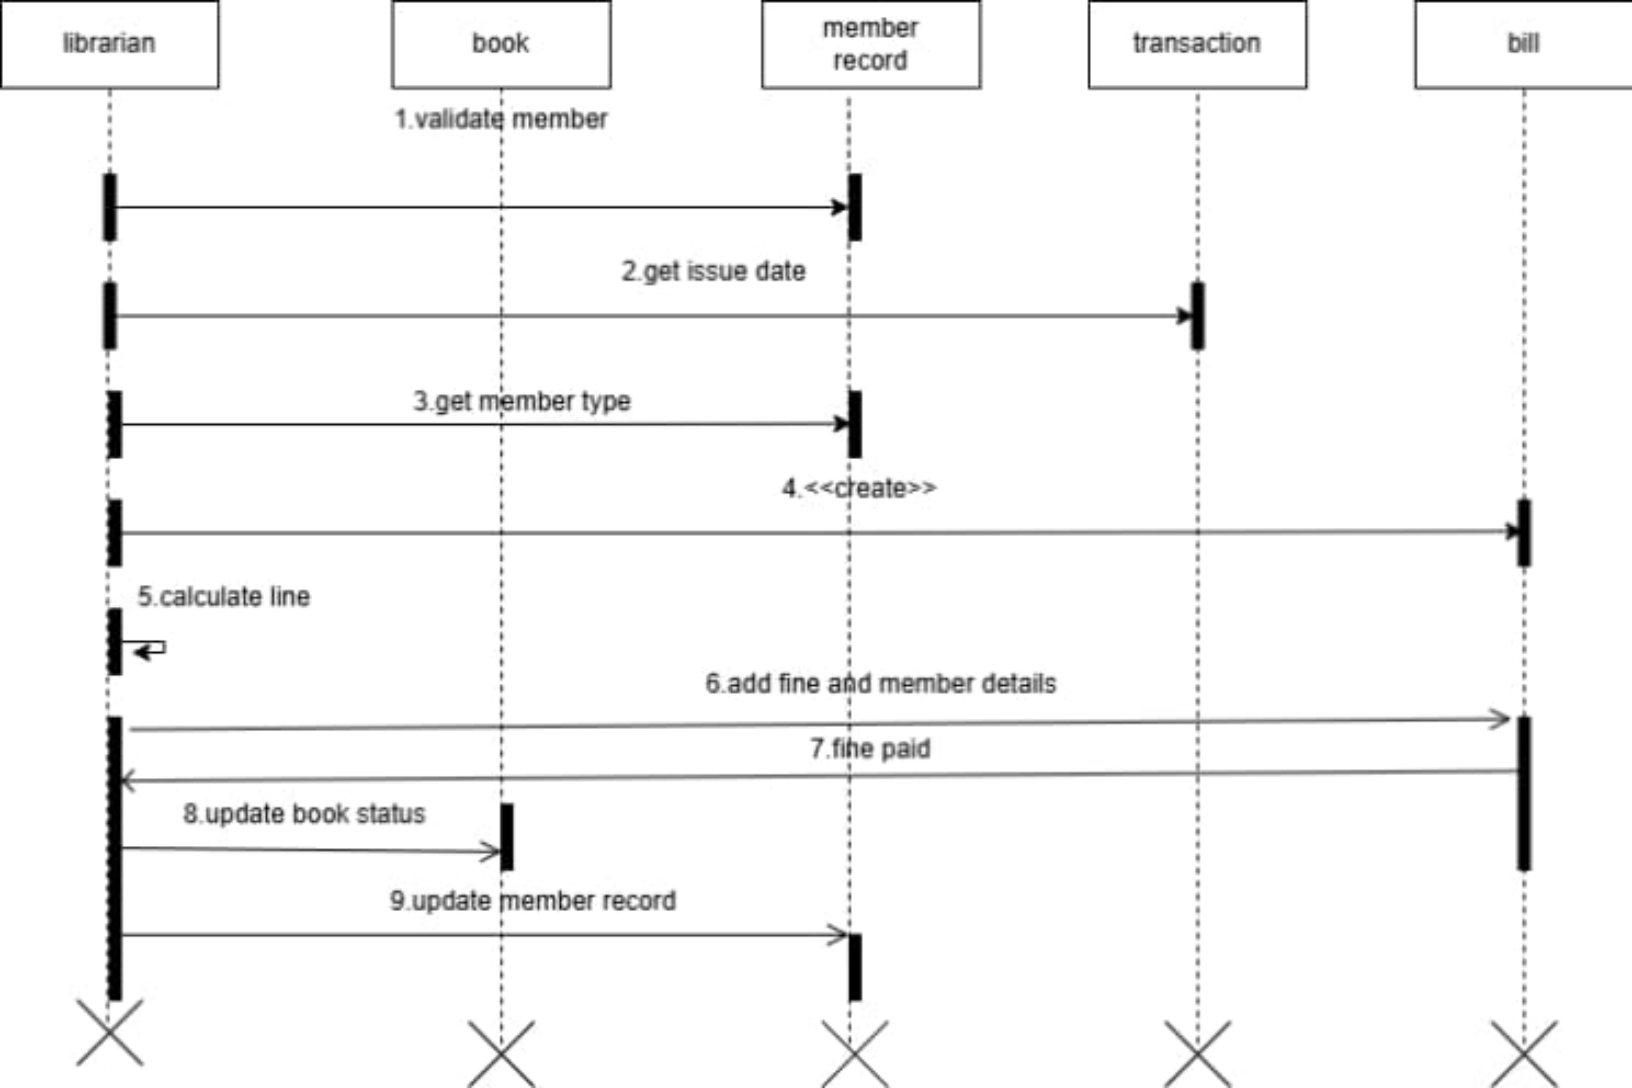 librarian
book
member
record
transaction
bill
1.validate member
2.get issue date
3.get member type
4.<<create>>
5.calculate line
6.add fine and member details
7.fine paid
8.update book status
9.update member record